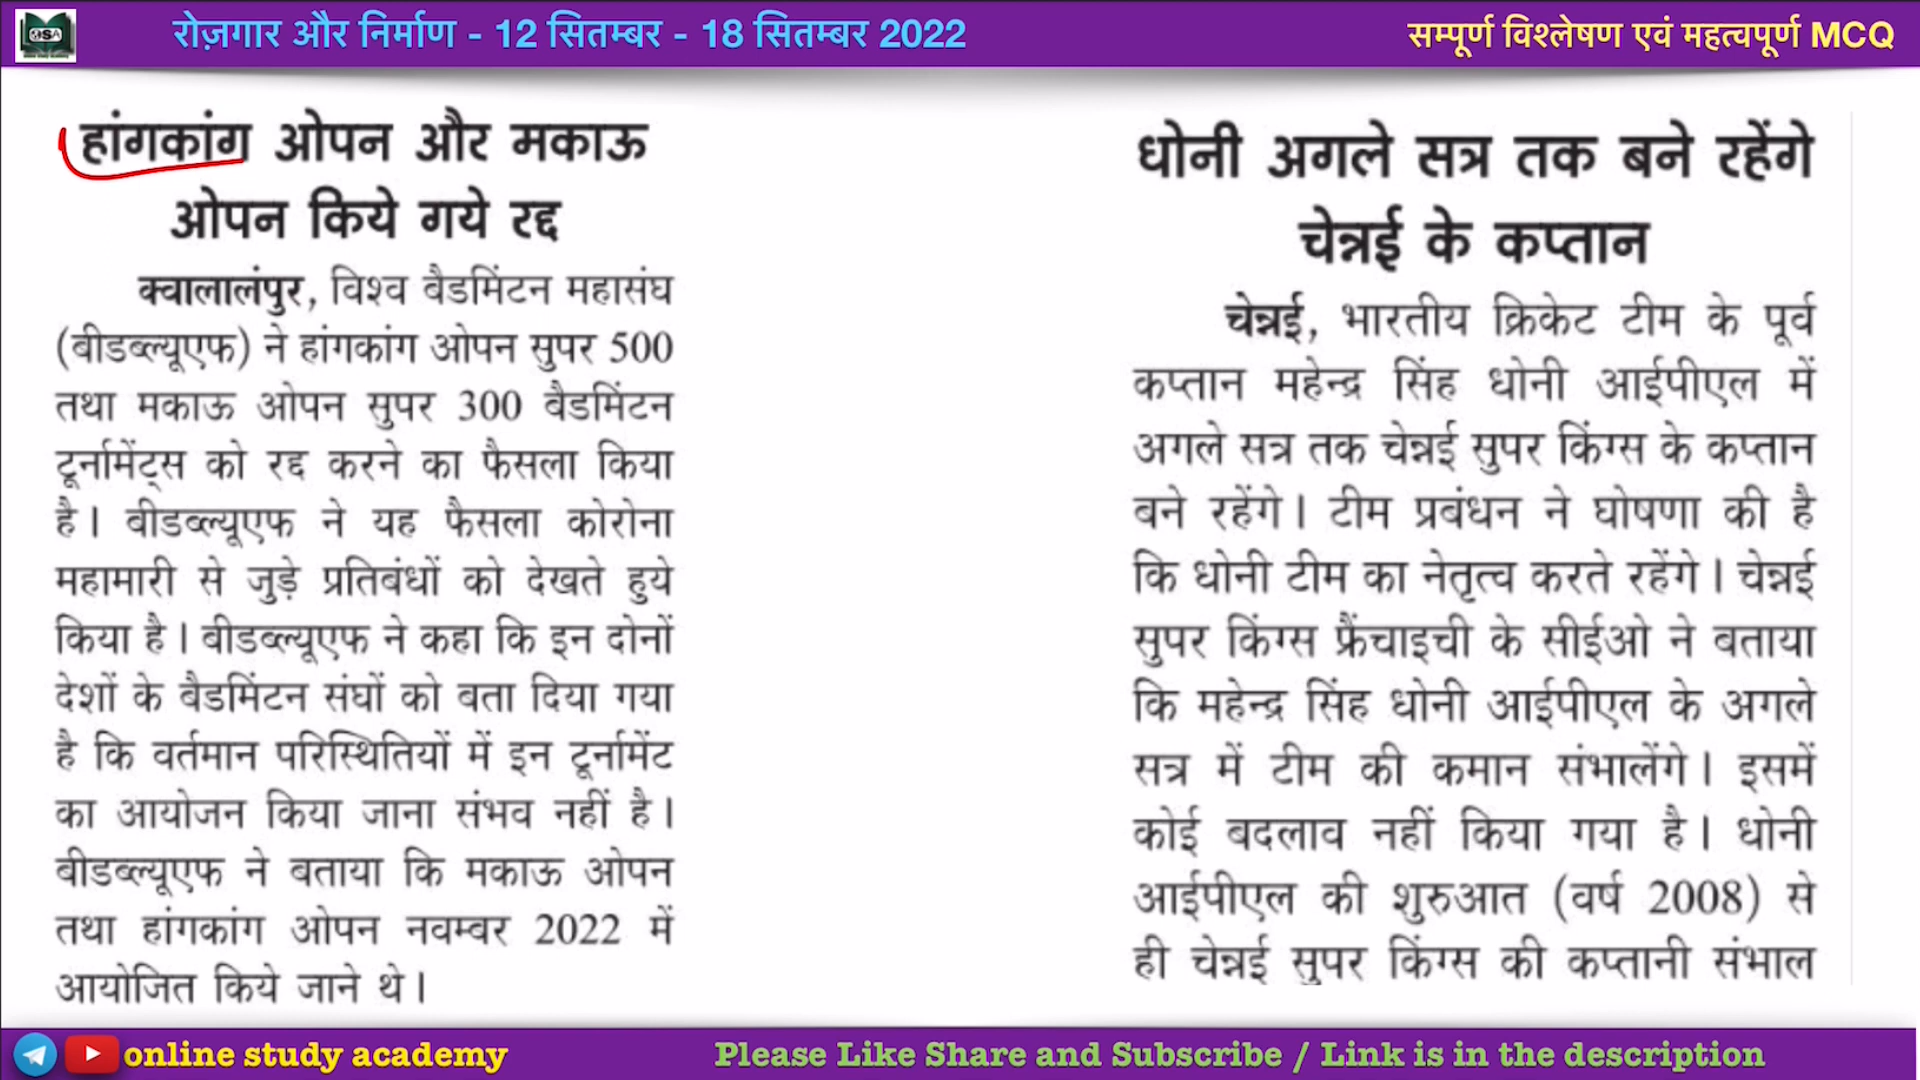 OSA
रोज़गार और निर्माण - 12 सितम्बर - 18 सितम्बर 2022
सम्पूर्ण विश्लेषण एवं महत्वपूर्ण MCQ
हांगकांग ओपन और मकाऊ
ओपन किये गये रद्द
क्वालालंपुर, विश्व बैडमिंटन महासंघ
(बीडब्ल्यूएफ) ने हांगकांग ओपन सुपर 500
तथा मकाऊ ओपन सुपर 300 बैडमिंटन
टूर्नामेंट्स को रद्द करने का फैसला किया
है। बीडब्ल्यूएफ ने यह फैसला कोरोना
महामारी से जुड़े प्रतिबंधों को देखते हुये
किया है। बीडब्ल्यूएफ ने कहा कि इन दोनों
देशों के बैडमिंटन संघों को बता दिया गया
है कि वर्तमान परिस्थितियों में इन टूर्नामेंट
का आयोजन किया जाना संभव नहीं है।
बीडब्ल्यूएफ ने बताया कि मकाऊ ओपन
तथा हांगकांग ओपन नवम्बर 2022 में
आयोजित किये जाने थे।
धोनी अगले सत्र तक बने रहेंगे
चेन्नई के कप्तान
चेन्नई, भारतीय क्रिकेट टीम के पूर्व
कप्तान महेन्द्र सिंह धोनी आईपीएल में
अगले सत्र तक चेन्नई सुपर किंग्स के कप्तान
बने रहेंगे। टीम प्रबंधन ने घोषणा की है
कि धोनी टीम का नेतृत्व करते रहेंगे। चेन्नई
सुपर किंग्स फ्रैंचाइची के सीईओ ने बताया
कि महेन्द्र सिंह धोनी आईपीएल के अगले
सत्र में टीम की कमान संभालेंगे। इसमें
कोई बदलाव नहीं किया गया है। धोनी
आईपीएल की शुरुआत (वर्ष 2008) से
ही चेन्नई सुपर किंग्स की कप्तानी संभाल
online study academy
Please Like Share and Subscribe / Link is in the description